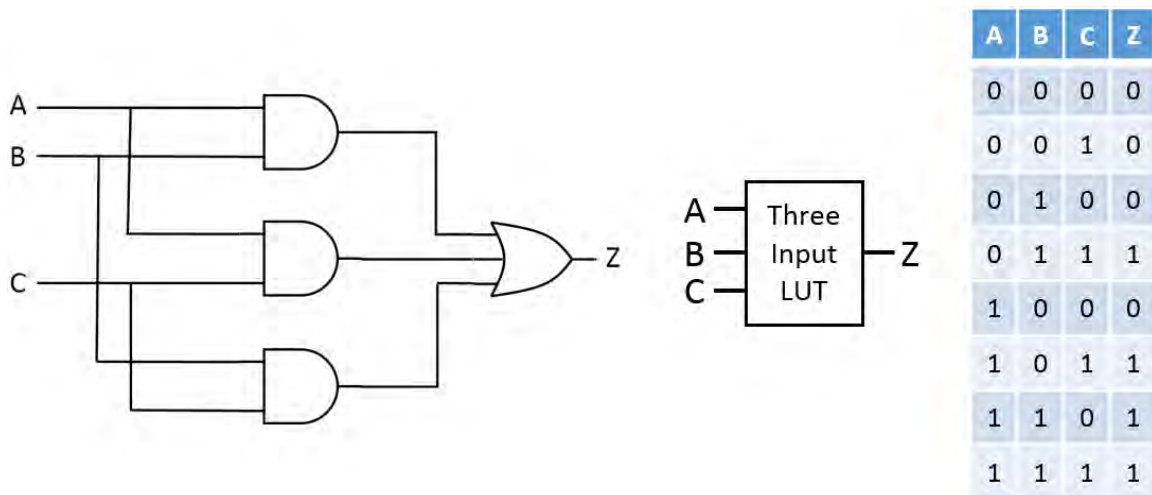 A
B
C
Z
A
B
C
Three
Input
LUT
Z
A B C Z
0 0 0 0
0 0 1 0
0 1 0 0
0 1 1 1
1 0 0 0
1 0 1 1
1 1 0 1
1 1 1 1